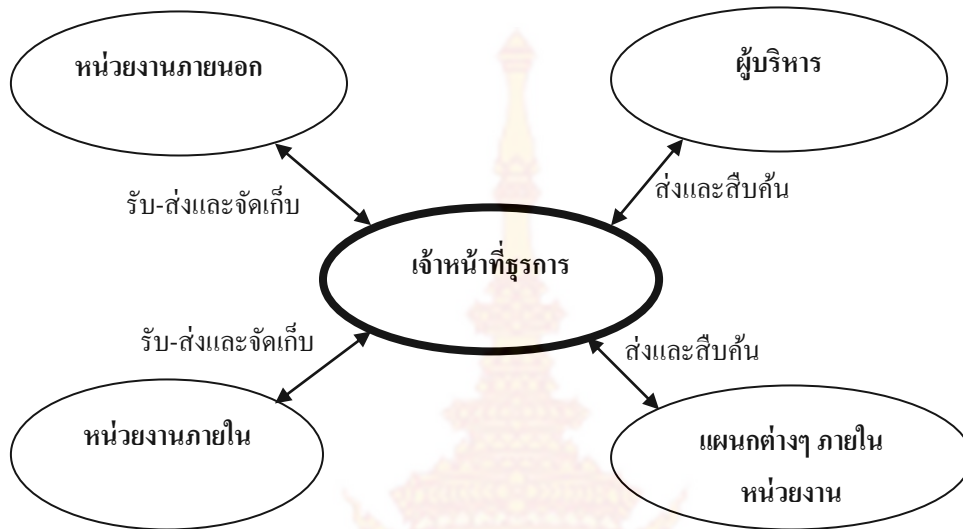 หน่วยงานภายนอก
ผู้บริหาร
รับ-ส่งและจัดเก็บ
ส่งและสืบค้น
เจ้าหน้าที่ธุรการ
รับ-ส่งและจัดเก็บ
ส่งและสืบค้น
หน่วยงานภายใน
แผนกต่างๆ ภายใน
หน่วยงาน